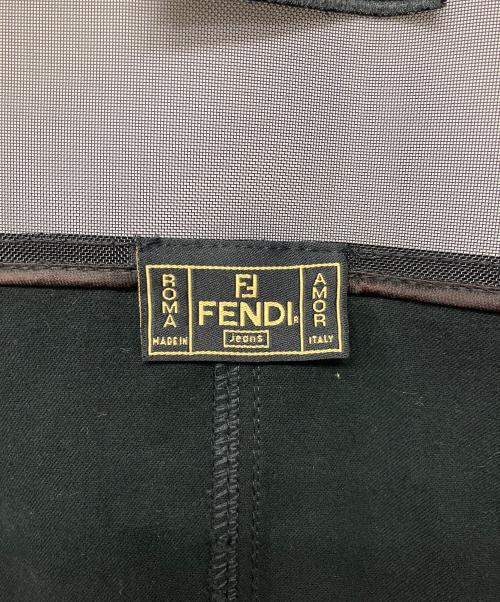 ROMA
MADE IN
FF
FENDI®
Jeans
AMOR
ITALY